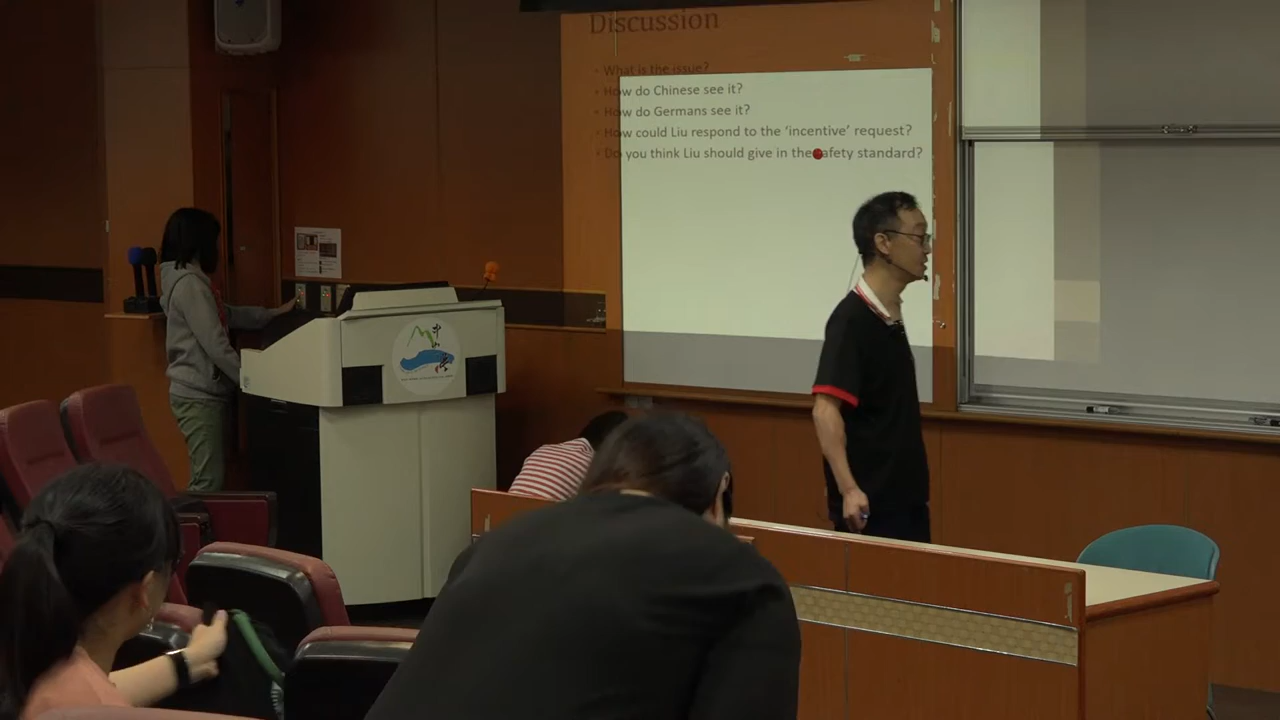 Discussion
• What is the issue?
• How do Chinese see it?
• How do Germans see it?
• How could Liu respond to the 'incentive' request?
• Do you think Liu should give in the safety standard?